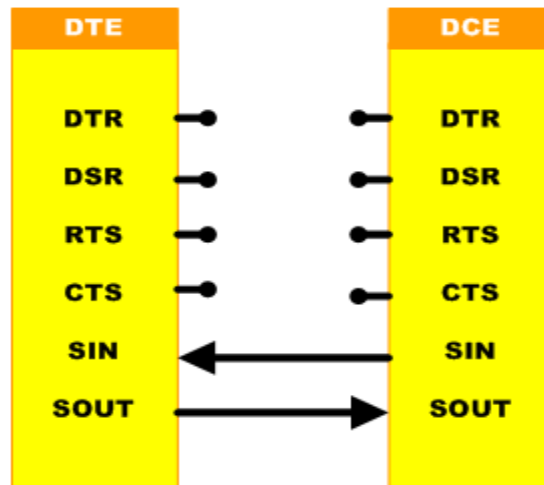 DTE DCE
DTR DTR
DSR DSR
RTS RTS
CTS CTS
SIN SIN
SOUT SOUT